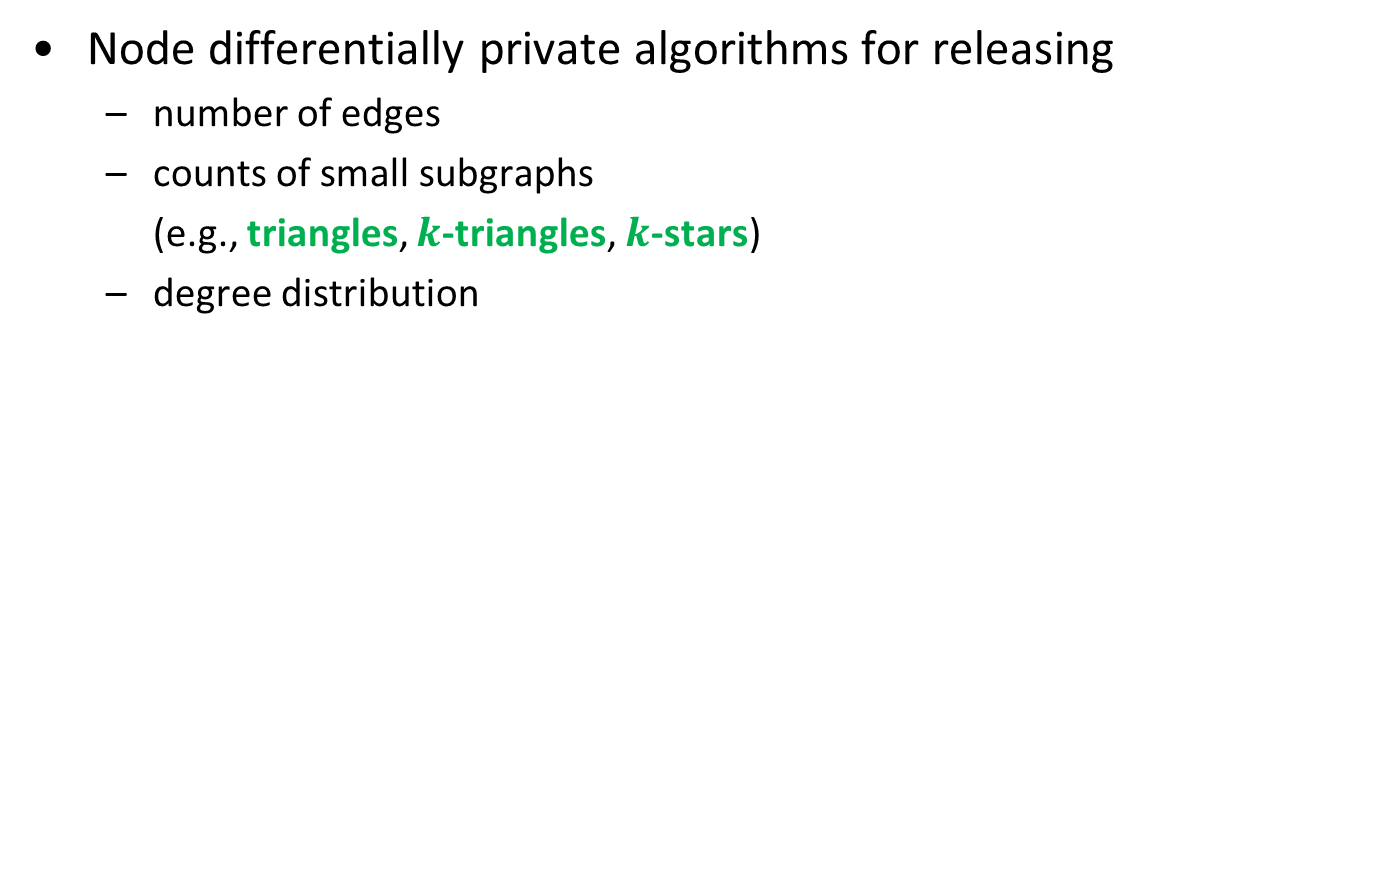 • Node differentially private algorithms for releasing
– number of edges
– counts of small subgraphs
(e.g., triangles, k-triangles, k-stars)
– degree distribution